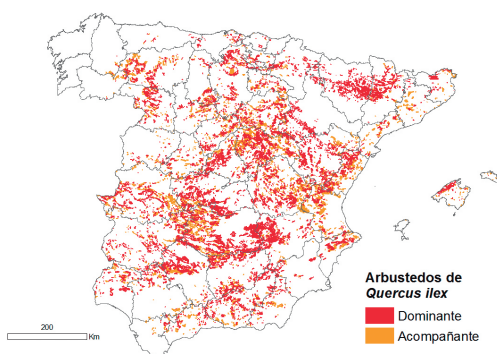 Arbustedos de
Quercus ilex
Dominante
Acompañante
200
Km